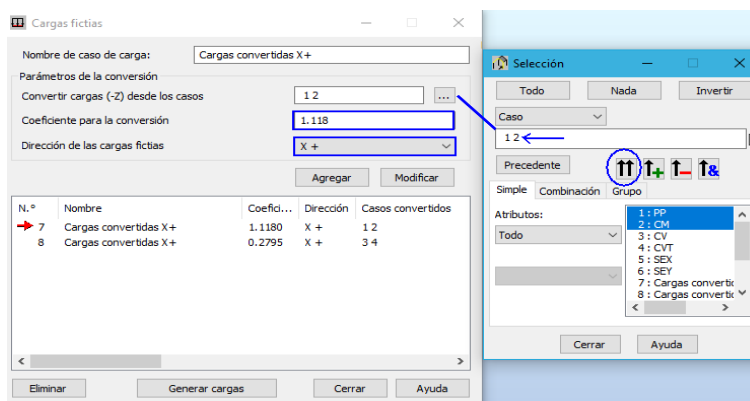 Cargas fictias
Nombre de caso de carga: Cargas convertidas X+
Parámetros de la conversión
Convertir cargas (-Z) desde los casos 1 2 ...
Coeficiente para la conversión 1.118
Dirección de las cargas fictias X +
Agregar Modificar
N.º Nombre Coefici... Dirección Casos convertidos
7 Cargas convertidas X+ 1.1180 X + 1 2
8 Cargas convertidas X+ 0.2795 X + 3 4
Eliminar Generar cargas Cerrar Ayuda
Selección
Todo Nada Invertir
Caso
1 2
Precedente
Simple Combinación Grupo
Atributos:
Todo
1 : PP
2 : CM
3 : CV
4 : CVT
5 : SEX
6 : SEY
7 : Cargas convertic
8 : Cargas convertic
Cerrar Ayuda